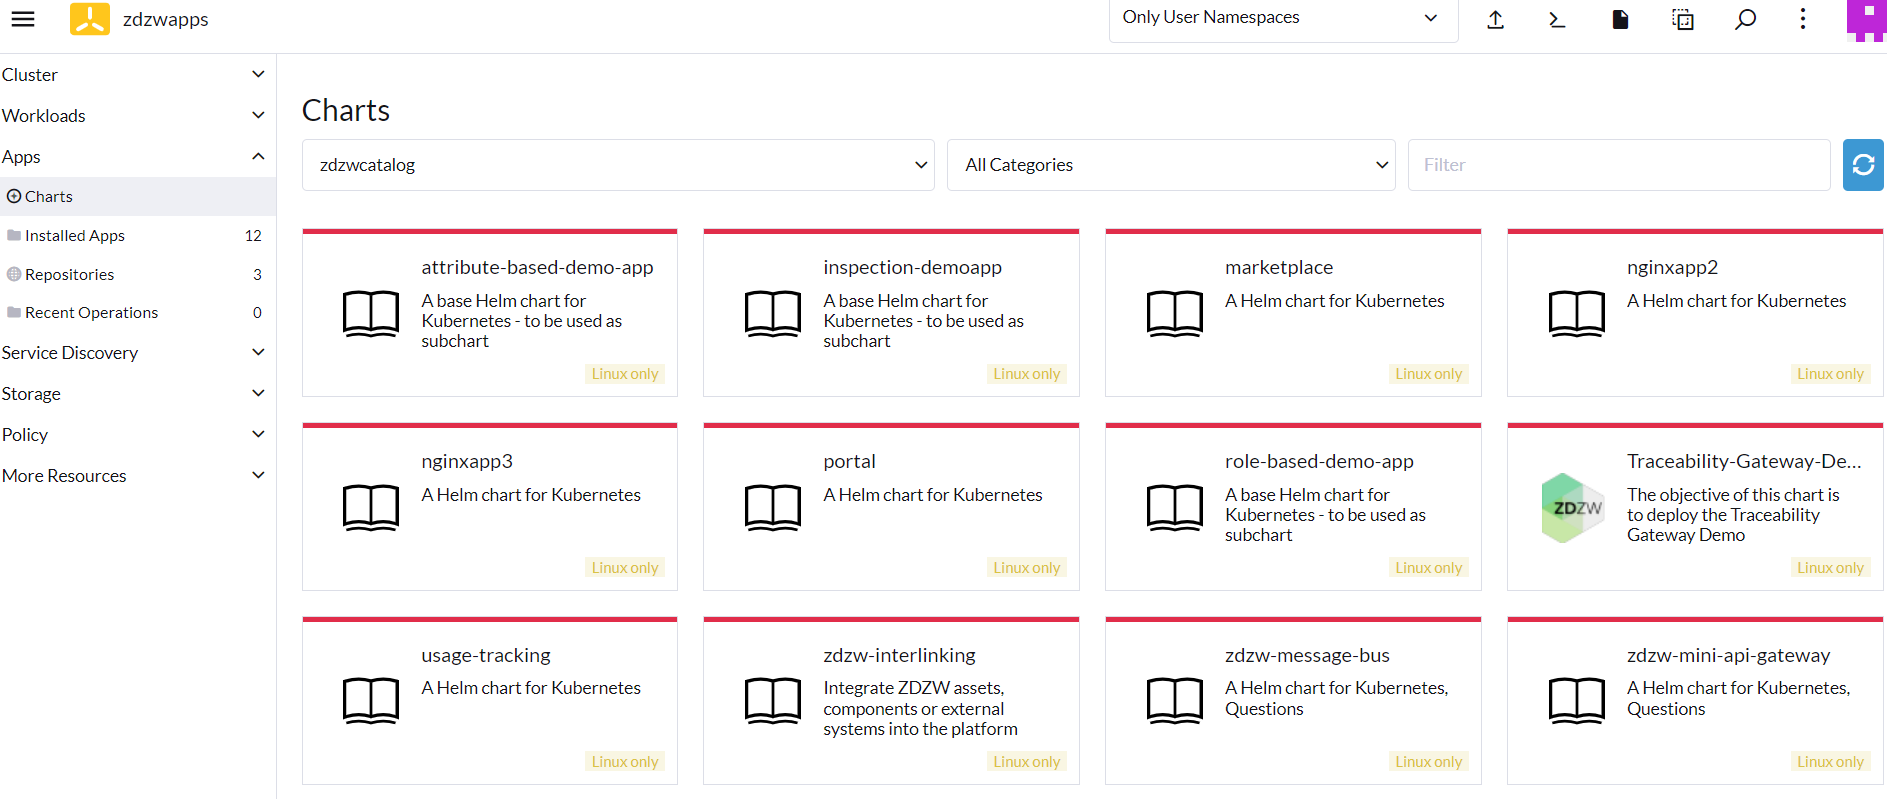 zdzwapps
Only User Namespaces
Cluster
Workloads
Apps
Charts
Installed Apps 12
Repositories 3
Recent Operations 0
Service Discovery
Storage
Policy
More Resources
Charts
zdzwcatalog
All Categories
Filter
attribute-based-demo-app
A base Helm chart for
Kubernetes - to be used as
subchart
Linux only
inspection-demoapp
A base Helm chart for
Kubernetes - to be used as
subchart
Linux only
marketplace
A Helm chart for Kubernetes
Linux only
nginxapp2
A Helm chart for Kubernetes
Linux only
nginxapp3
A Helm chart for Kubernetes
Linux only
portal
A Helm chart for Kubernetes
Linux only
role-based-demo-app
A base Helm chart for
Kubernetes - to be used as
subchart
Linux only
ZDZW
Traceability-Gateway-De...
The objective of this chart is
to deploy the Traceability
Gateway Demo
Linux only
usage-tracking
A Helm chart for Kubernetes
Linux only
zdzw-interlinking
Integrate ZDZW assets,
components or external
systems into the platform
Linux only
zdzw-message-bus
A Helm chart for Kubernetes,
Questions
Linux only
zdzw-mini-api-gateway
A Helm chart for Kubernetes,
Questions
Linux only